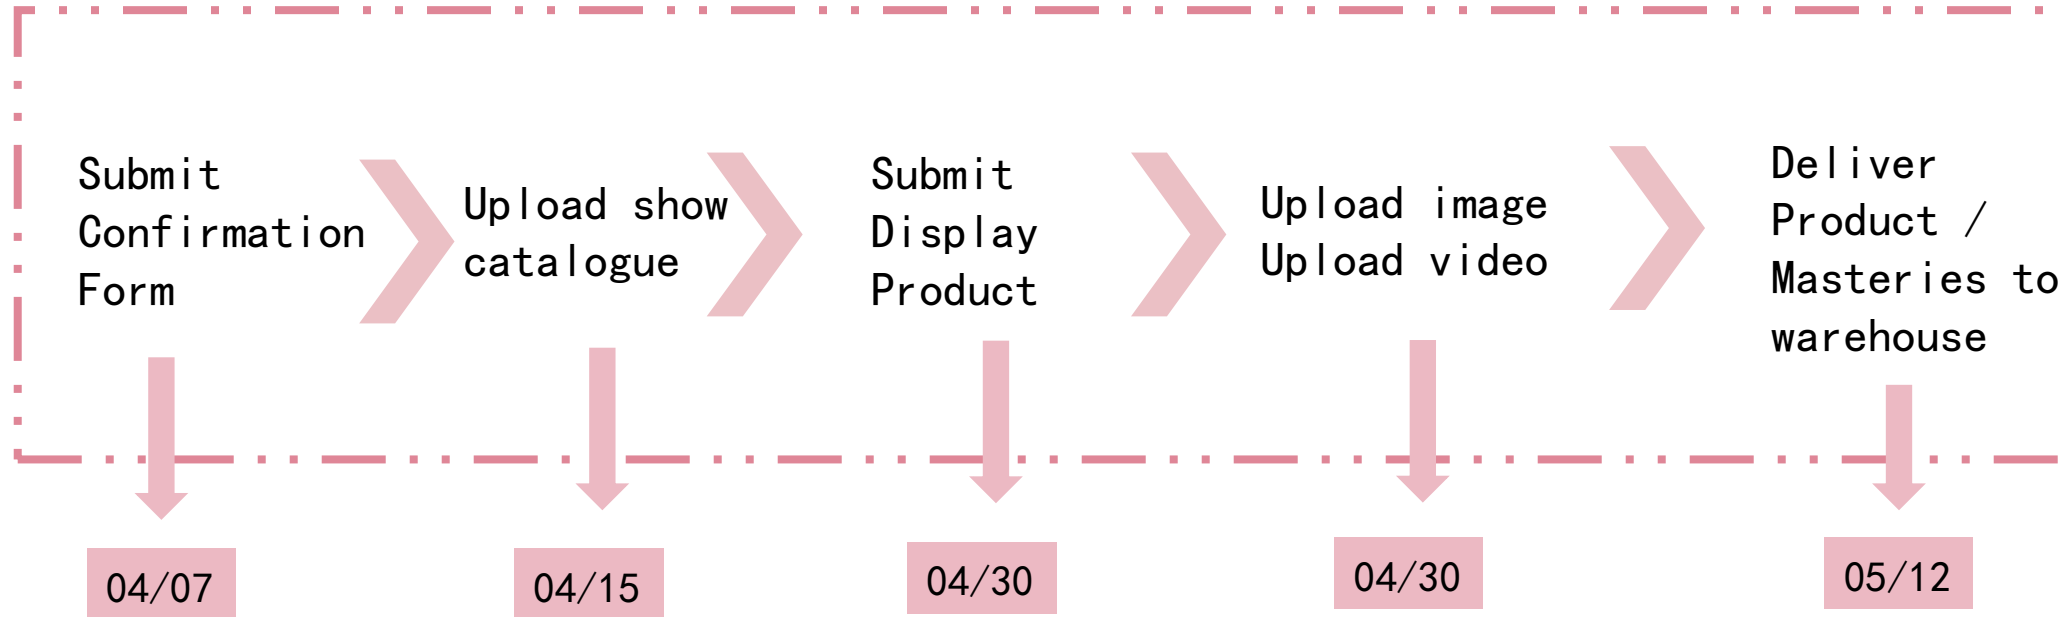 Submit
Confirmation
Form
Upload show
catalogue
Submit
Display
Product
Upload image
Upload video
Deliver
Product /
Masteries to
warehouse
04/07
04/15
04/30
04/30
05/12